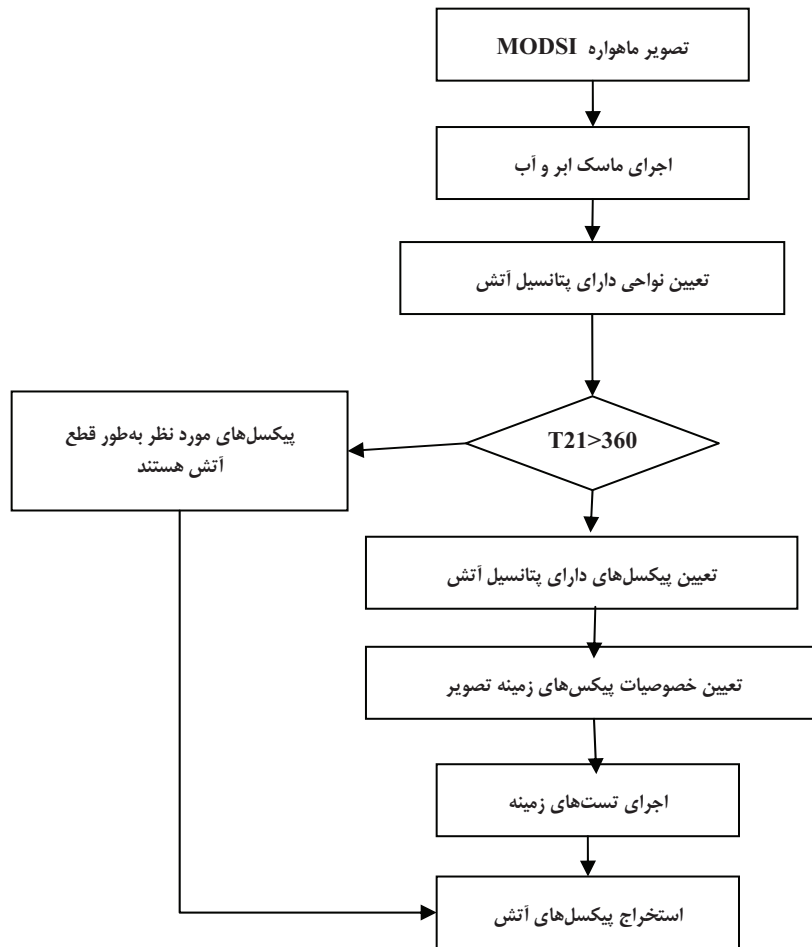 تصویر ماهواره MODSI
اجرای ماسک ابر و آب
تعیین نواحی دارای پتانسیل آتش
T21>360
پیکسل‌های مورد نظر به‌طور قطع
آتش هستند
تعیین پیکسل‌های دارای پتانسیل آتش
تعیین خصوصیات پیکس‌های زمینه تصویر
اجرای تست‌های زمینه
استخراج پیکسل‌های آتش